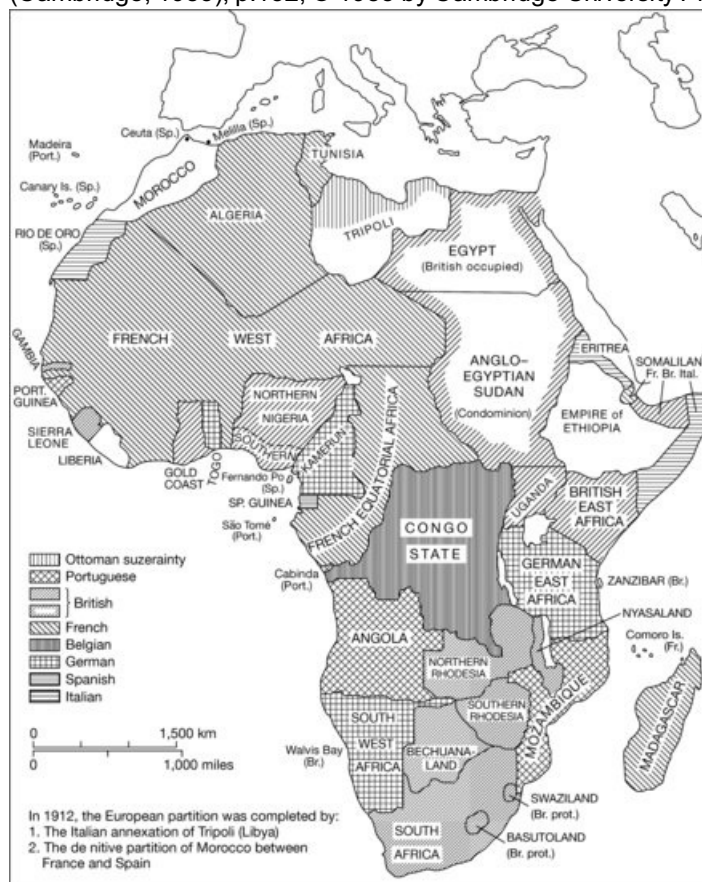 Madeira
(Port.)
Ceuta (Sp.)
Melilla (Sp.)
Canary Is. (Sp.)
MOROCCO
TUNISIA
ALGERIA
TRIPOLI
EGYPT
(British occupied)
RIO DE ORO
(Sp.)
FRENCH WEST AFRICA
ANGLO-
EGYPTIAN
SUDAN
(Condominion)
ERITREA
SOMALILAN
Fr. Br. Ital.
GAMBIA
PORT.
GUINEA
SIERRA
LEONE
LIBERIA
GOLD
COAST
TOGO
NORTHERN
NIGERIA
SOUTHERN
KAMERUN
FRENCH EQUATORIAL AFRICA
EMPIRE of
ETHIOPIA
Fernando Po
(Sp.)
SP. GUINEA
São Tomé
(Port.)
UGANDA
BRITISH
EAST
AFRICA
CONGO
STATE
Cabinda
(Port.)
GERMAN
EAST
AFRICA
ZANZIBAR (Br.)
NYASALAND
Comoro Is.
(Fr.)
ANGOLA
NORTHERN
RHODESIA
SOUTHERN
RHODESIA
MOZAMBIQUE
MADAGASCAR
SOUTH
WEST
AFRICA
Walvis Bay
(Br.)
BECHUANA-
LAND
SWAZILAND
(Br. prot.)
BASUTOLAND
(Br. prot.)
SOUTH
AFRICA
Ottoman suzerainty
Portuguese
British
French
Belgian
German
Spanish
Italian
0 1,500 km
0 1,000 miles
In 1912, the European partition was completed by:
1. The Italian annexation of Tripoli (Libya)
2. The de nitive partition of Morocco between
France and Spain